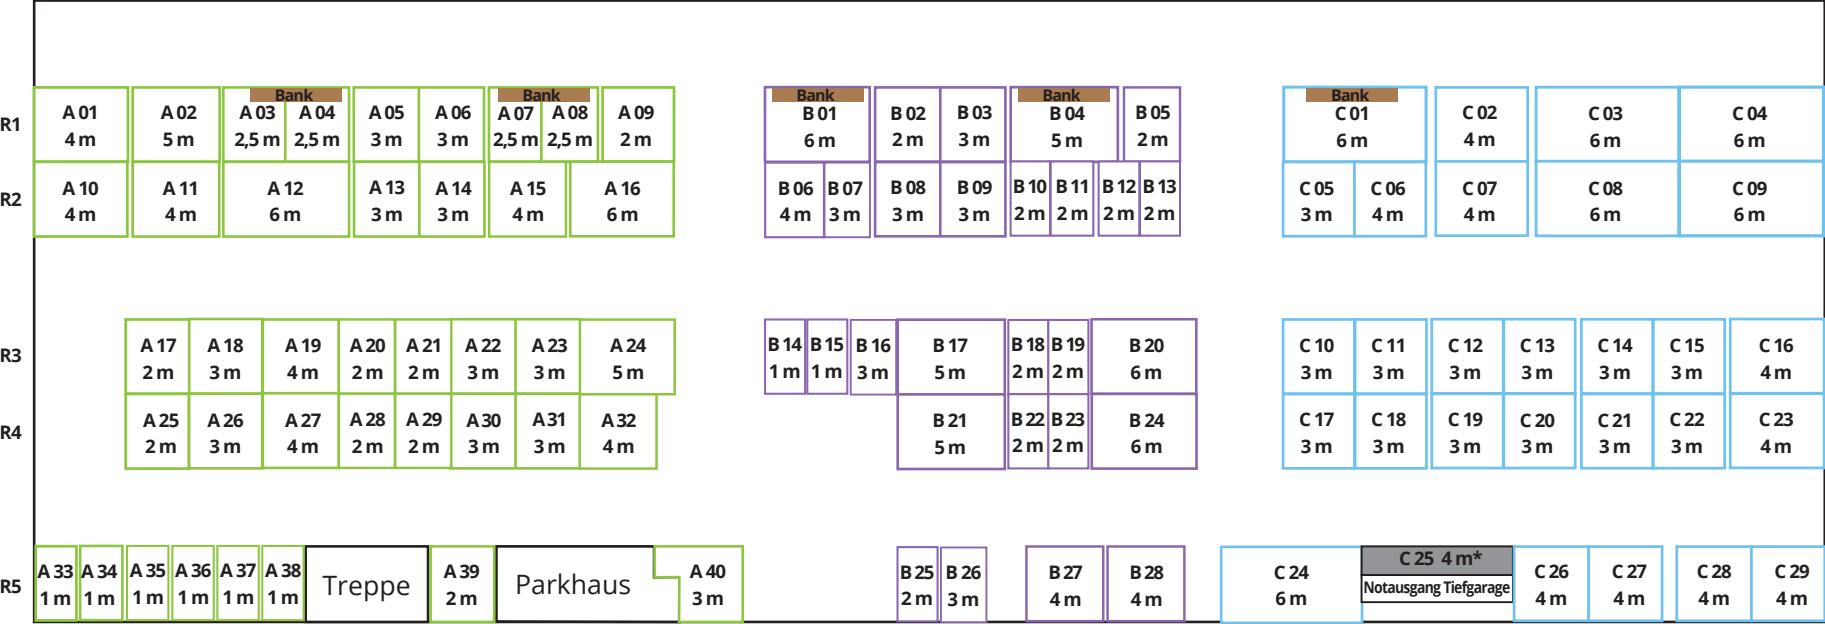 Bank Bank Bank Bank Bank
R1 A 01 A 02 A 03 A 04 A 05 A 06 A 07 A 08 A 09 B 01 B 02 B 03 B 04 B 05 C 01 C 02 C 03 C 04
4 m 5 m 2,5 m 2,5 m 3 m 3 m 2,5 m 2,5 m 2 m 6 m 2 m 3 m 5 m 2 m 6 m 4 m 6 m 6 m
R2 A 10 A 11 A 12 A 13 A 14 A 15 A 16 B 06 B 07 B 08 B 09 B 10 B 11 B 12 B 13 C 05 C 06 C 07 C 08 C 09
4 m 4 m 6 m 3 m 3 m 4 m 6 m 4 m 3 m 3 m 3 m 2 m 2 m 2 m 2 m 3 m 4 m 4 m 6 m 6 m
R3 A 17 A 18 A 19 A 20 A 21 A 22 A 23 A 24 B 14 B 15 B 16 B 17 B 18 B 19 B 20 C 10 C 11 C 12 C 13 C 14 C 15 C 16
2 m 3 m 4 m 2 m 2 m 3 m 3 m 5 m 1 m 1 m 3 m 5 m 2 m 2 m 6 m 3 m 3 m 3 m 3 m 3 m 3 m 4 m
R4 A 25 A 26 A 27 A 28 A 29 A 30 A 31 A 32 B 21 B 22 B 23 B 24 C 17 C 18 C 19 C 20 C 21 C 22 C 23
2 m 3 m 4 m 2 m 2 m 3 m 3 m 4 m 5 m 2 m 2 m 6 m 3 m 3 m 3 m 3 m 3 m 3 m 4 m
R5 A 33 A 34 A 35 A 36 A 37 A 38 Treppe A 39 Parkhaus A 40 B 25 B 26 B 27 B 28 C 24 C 25 4 m* C 26 C 27 C 28 C 29
1 m 1 m 1 m 1 m 1 m 1 m 2 m 3 m 2 m 3 m 4 m 4 m 6 m Notausgang Tiefgarage 4 m 4 m 4 m 4 m